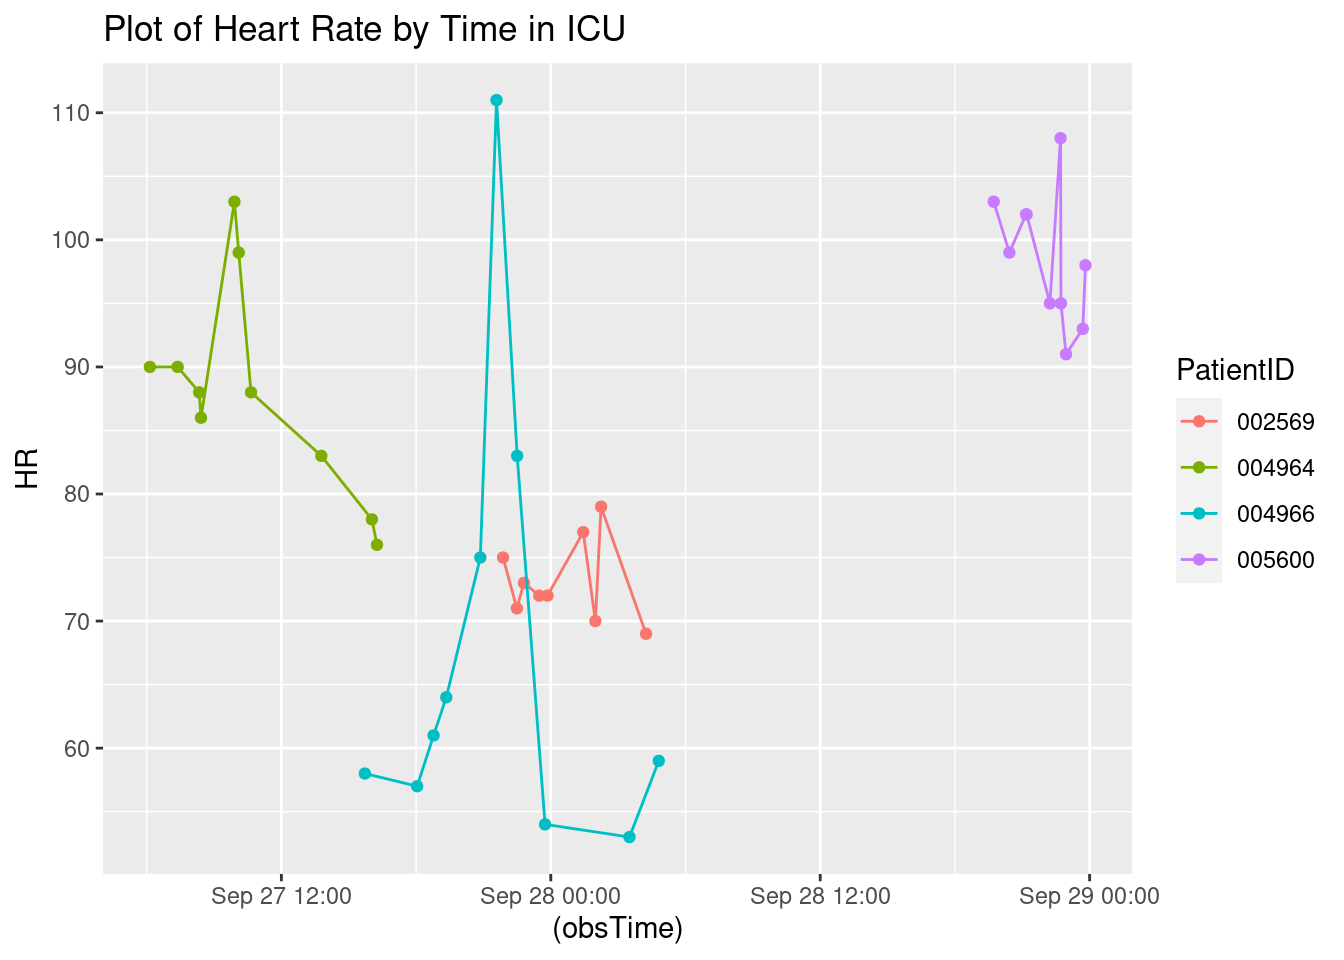 Plot of Heart Rate by Time in ICU
110
100
90
80
70
60
HR
Sep 27 12:00
Sep 28 00:00
Sep 28 12:00
Sep 29 00:00
(obsTime)
PatientID
002569
004964
004966
005600